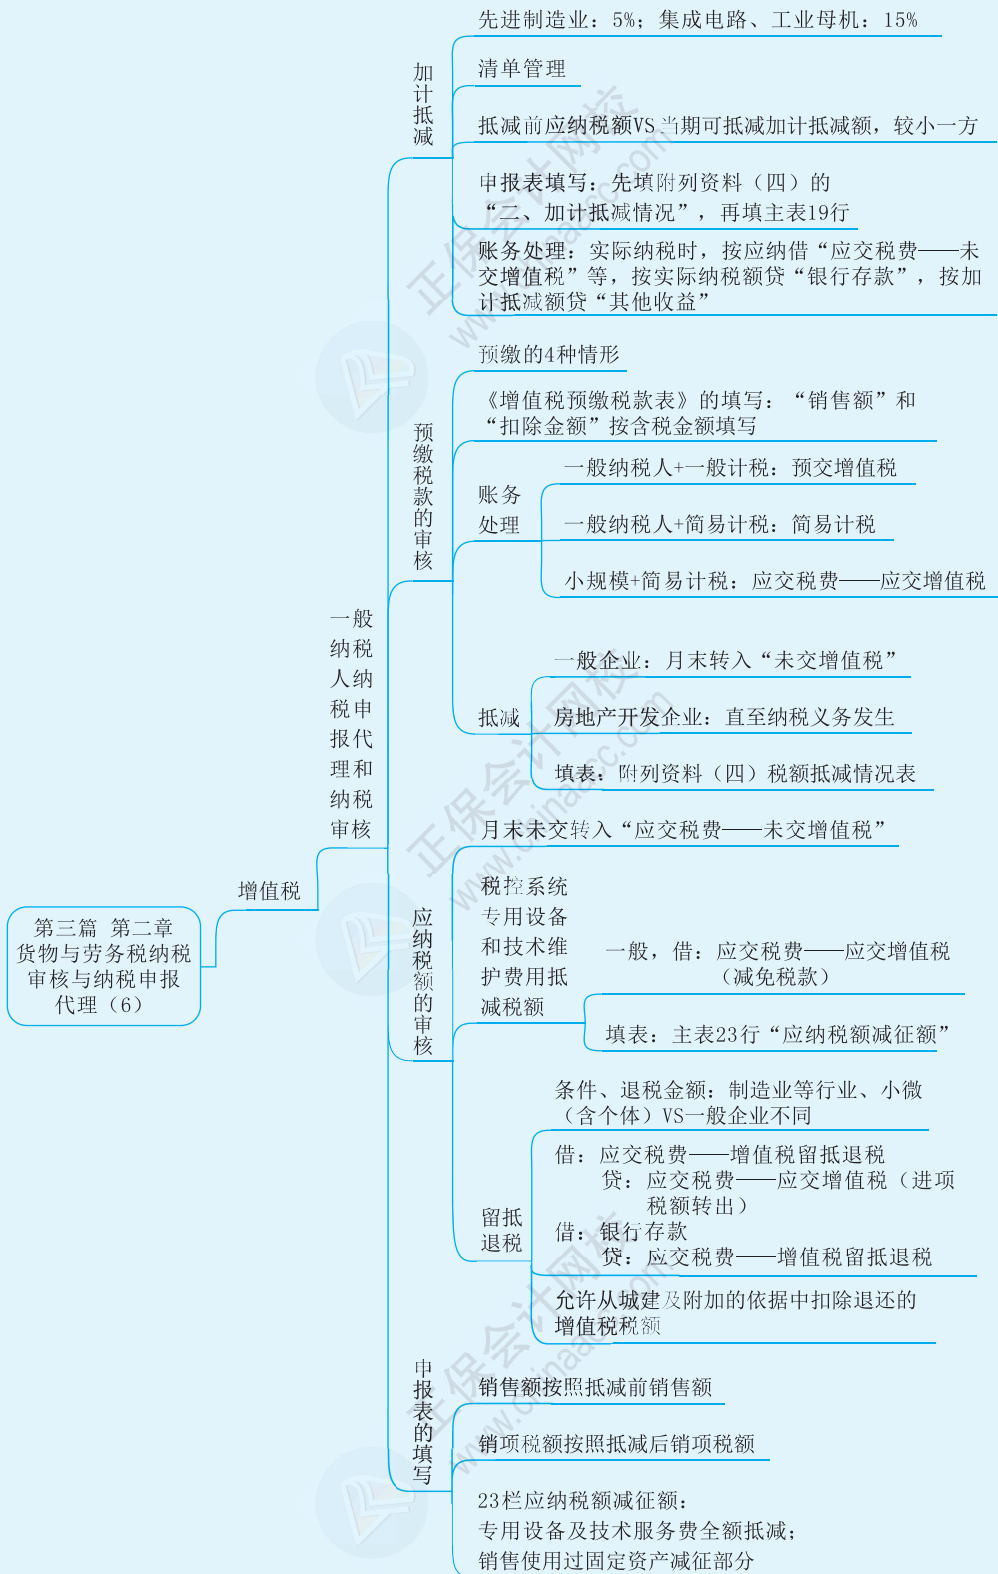 第三篇 第二章
货物与劳务税纳税
审核与纳税申报
代理（6）
增值税
一般
纳税
人纳
税申
报代
理和
纳税
审核
加计抵减
先进制造业：5%；集成电路、工业母机：15%
清单管理
抵减前应纳税额VS当期可抵减加计抵减额，较小一方
申报表填写：先填附列资料（四）的
“二、加计抵减情况”，再填主表19行
账务处理：实际纳税时，按应纳借“应交税费——未
交增值税”等，按实际纳税额贷“银行存款”，按加
计抵减额贷“其他收益”
预缴税款的审核
预缴的4种情形
《增值税预缴税款表》的填写：“销售额”和
“扣除金额”按含税金额填写
账务
处理
一般纳税人+一般计税：预交增值税
一般纳税人+简易计税：简易计税
小规模+简易计税：应交税费——应交增值税
抵减
一般企业：月末转入“未交增值税”
房地产开发企业：直至纳税义务发生
填表：附列资料（四）税额抵减情况表
应纳税额的审核
月末未交转入“应交税费——未交增值税”
税控系统
专用设备
和技术维
护费用抵
减税额
一般，借：应交税费——应交增值税
（减免税款）
填表：主表23行“应纳税额减征额”
留抵
退税
条件、退税金额：制造业等行业、小微
（含个体）VS一般企业不同
借：应交税费——增值税留抵退税
贷：应交税费——应交增值税（进项
税额转出）
借：银行存款
贷：应交税费——增值税留抵退税
允许从城建及附加的依据中扣除退还的
增值税税额
申报表的填写
销售额按照抵减前销售额
销项税额按照抵减后销项税额
23栏应纳税额减征额：
专用设备及技术服务费全额抵减；
销售使用过固定资产减征部分
正保会计网校
www.chinaacc.com
正保会计网校
www.chinaacc.com
正保会计网校
www.chinaacc.com